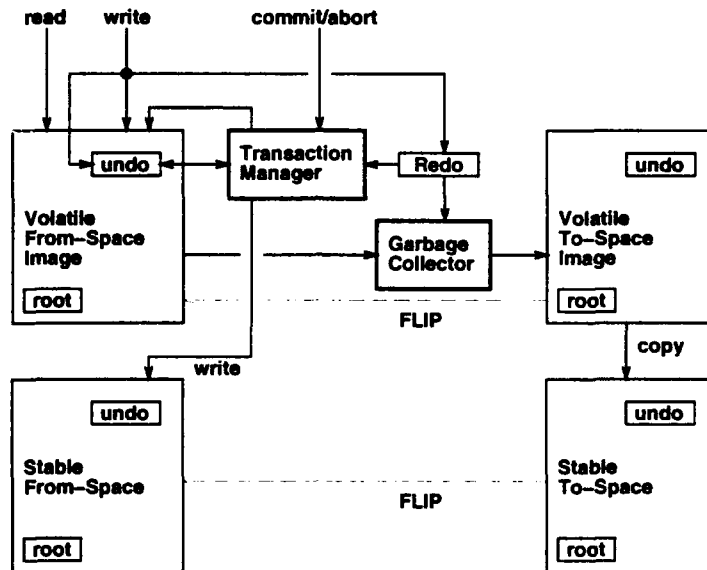 read write commit/abort
undo
Transaction
Manager
Redo
undo
Volatile
From-Space
Image
Garbage
Collector
Volatile
To-Space
Image
root
FLIP
root
write
copy
undo
undo
Stable
From-Space
FLIP
Stable
To-Space
root
root